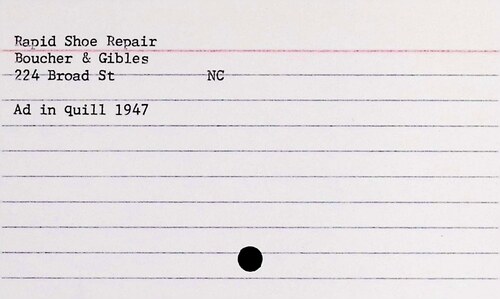 Rapid Shoe Repair
Boucher & Gibles
224 Broad St NC
Ad in quill 1947